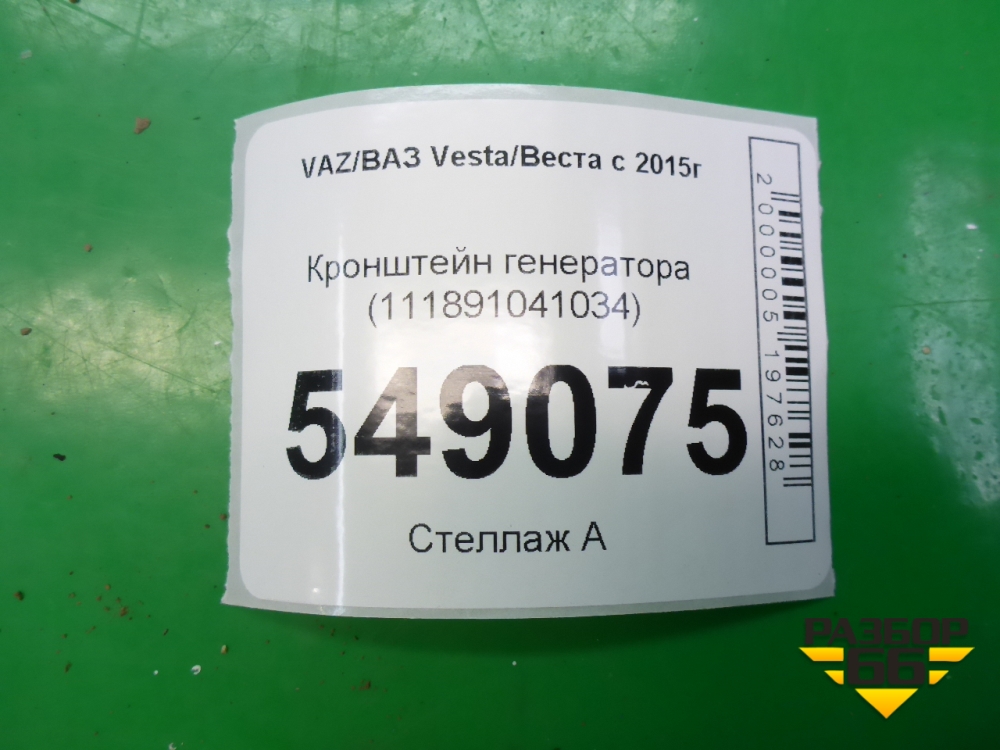 VAZ/ВАЗ Vesta/Веста с 2015г
Кронштейн генератора
(111891041034)
549075
Стеллаж А
2000005197628
РАЗБОР
66